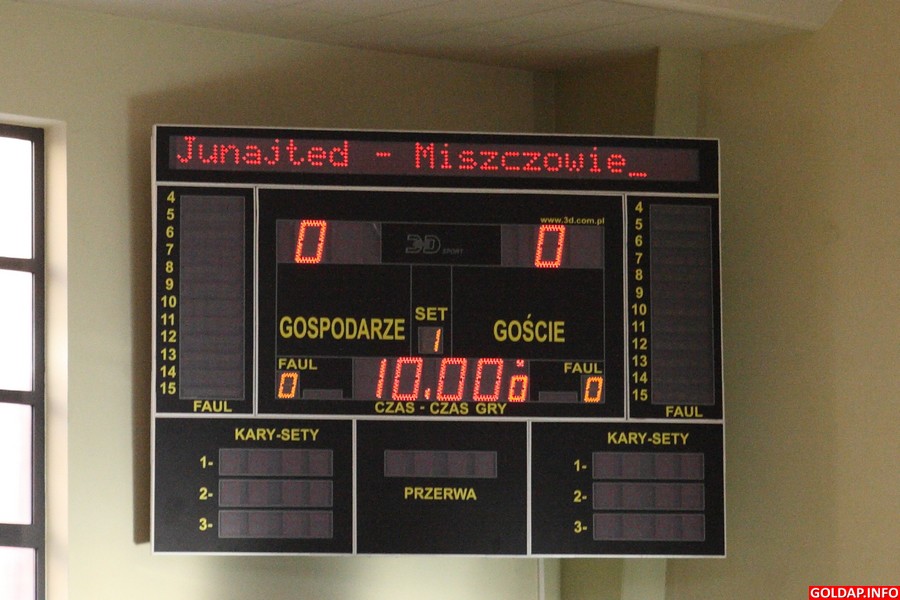 Junajted - Miszczowie_
www.3d.com.pl
0 3D SPORT 0
GOSPODARZE SET GOŚCIE
1
FAUL 10.00 FAUL
0 0
CZAS - CZAS GRY
4
5
6
7
8
9
10
11
12
13
14
15
FAUL
4
5
6
7
8
9
10
11
12
13
14
15
FAUL
KARY-SETY
1-
2-
3-
PRZERWA
KARY-SETY
1-
2-
3-
GOLDAP.INFO